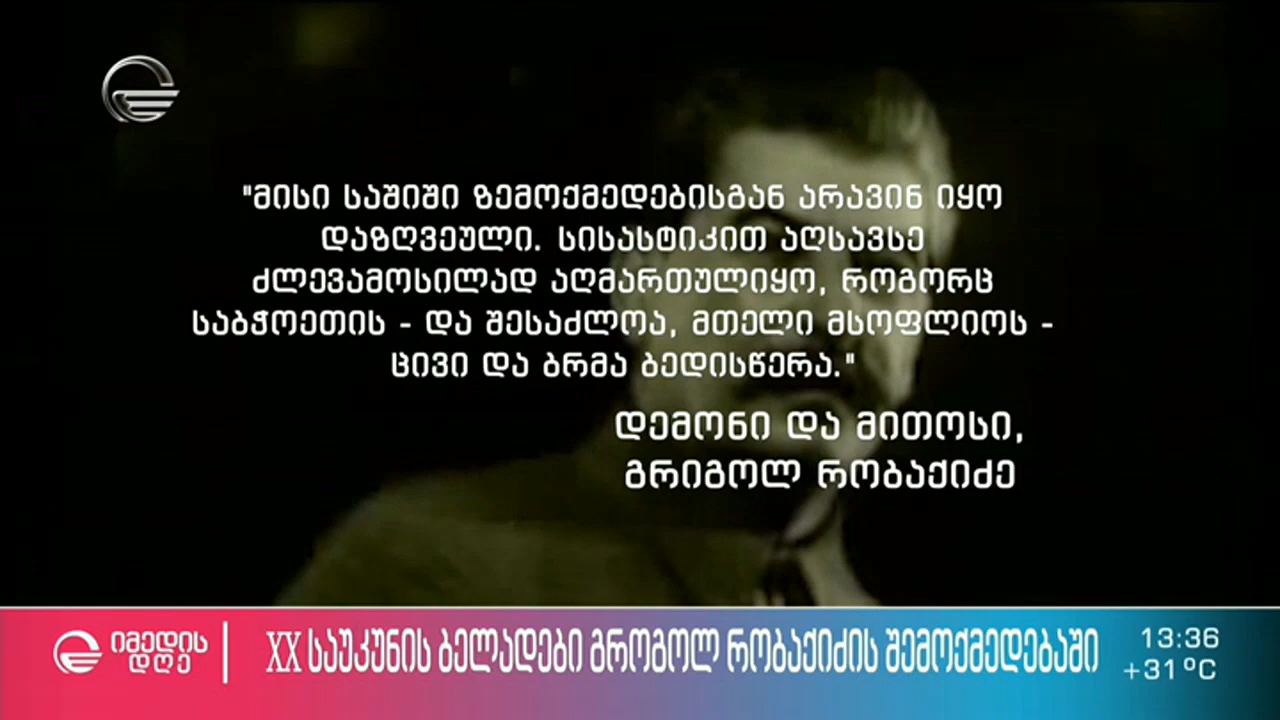 "მისი საშიში ზემოქმედებისგან არავინ იყო
დაზღვეული. სისასტიკით აღსავსე
ძლევამოსილად აღმართულიყო, როგორც
საბჭოეთის - და შესაძლოა, მთელი მსოფლიოს -
ცივი და ბრმა ბედისწერა."
დემონი და მითოსი,
გრიგოლ რობაქიძე
იმედის
დღე
XX საუკუნის ბელადები გროგოლ რობაქიძის შემოქმედებაში
13:36
+31°C